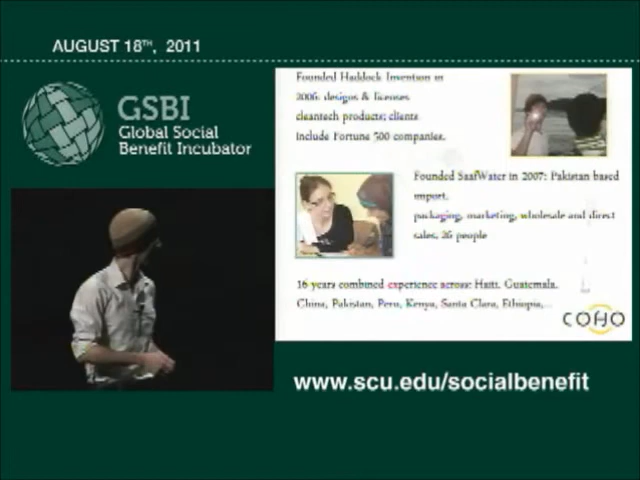 AUGUST 18TH, 2011
GSBI
Global Social
Benefit Incubator
Founded Haddock Invention in
2006: designs & licenses
cleantech products; clients
include Fortune 500 companies.
Founded SaafWater in 2007: Pakistan based
import,
packaging, marketing, wholesale and direct
sales, 26 people
16 years combined experience across: Haiti, Guatemala,
China, Pakistan, Peru, Kenya, Santa Clara, Ethiopia,...
COHO
www.scu.edu/socialbenefit